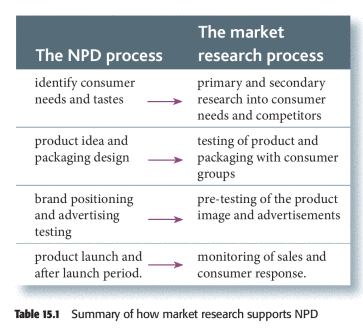 The NPD process
The market
research process
identify consumer
needs and tastes
primary and secondary
research into consumer
needs and competitors
product idea and
packaging design
testing of product and
packaging with consumer
groups
brand positioning
and advertising
testing
pre-testing of the product
image and advertisements
product launch and
after launch period.
monitoring of sales and
consumer response.
Table 15.1 Summary of how market research supports NPD